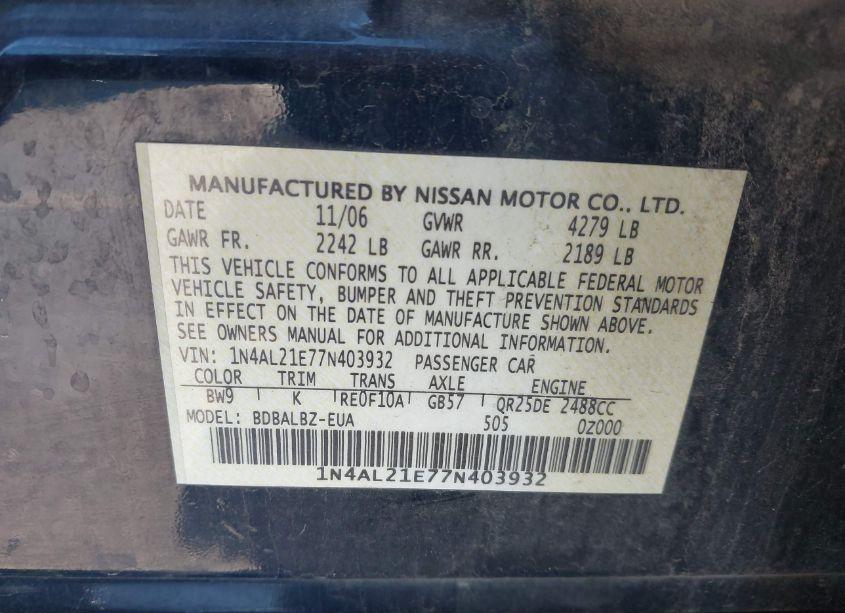 MANUFACTURED BY NISSAN MOTOR CO., LTD.
DATE 11/06 GVWR 4279 LB
GAWR FR. 2242 LB GAWR RR. 2189 LB
THIS VEHICLE CONFORMS TO ALL APPLICABLE FEDERAL MOTOR
VEHICLE SAFETY, BUMPER AND THEFT PREVENTION STANDARDS
IN EFFECT ON THE DATE OF MANUFACTURE SHOWN ABOVE.
SEE OWNERS MANUAL FOR ADDITIONAL INFORMATION.
VIN: 1N4AL21E77N403932 PASSENGER CAR
COLOR TRIM TRANS AXLE ENGINE
BW9 K RE0F10A GB57 QR25DE 2488CC
MODEL: BDBALBZ-EUA 505 0Z000
1N4AL21E77N403932